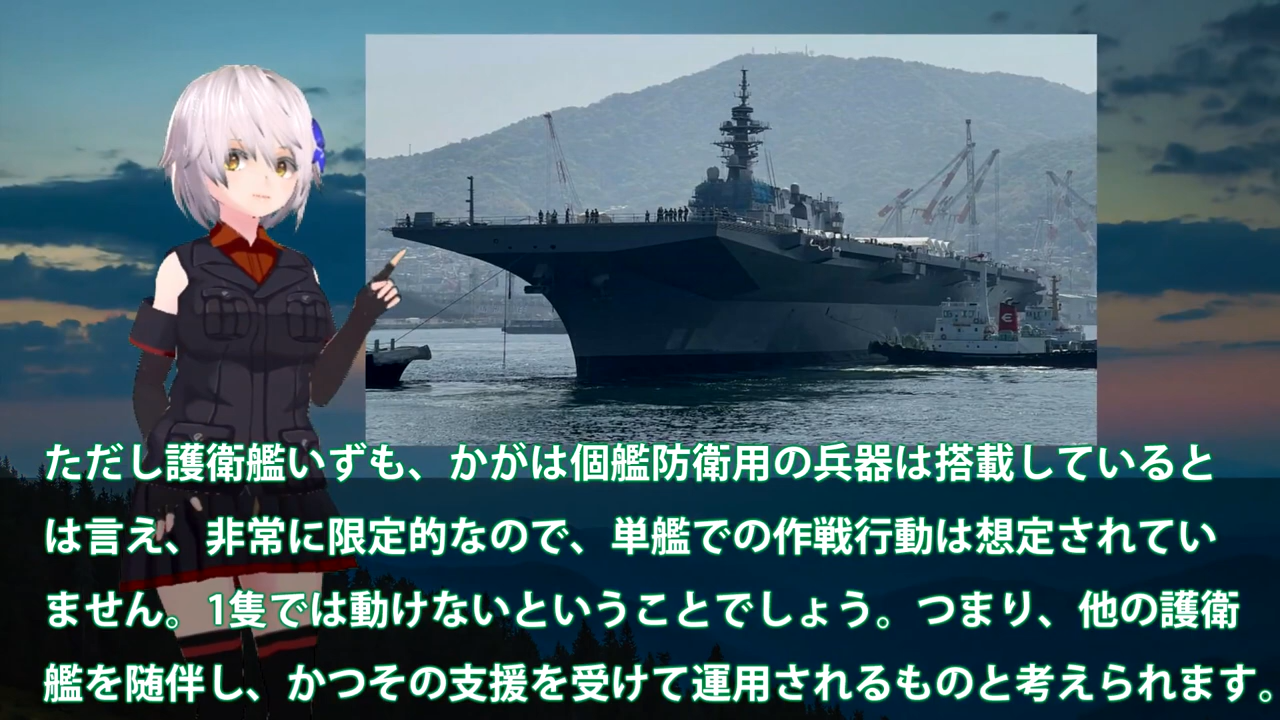 ただし護衛艦いずも、かがは個艦防衛用の兵器は搭載していると
は言え、非常に限定的なので、単艦での作戦行動は想定されてい
ません。1隻では動けないということでしょう。つまり、他の護衛
艦を随伴し、かつその支援を受けて運用されるものと考えられます。